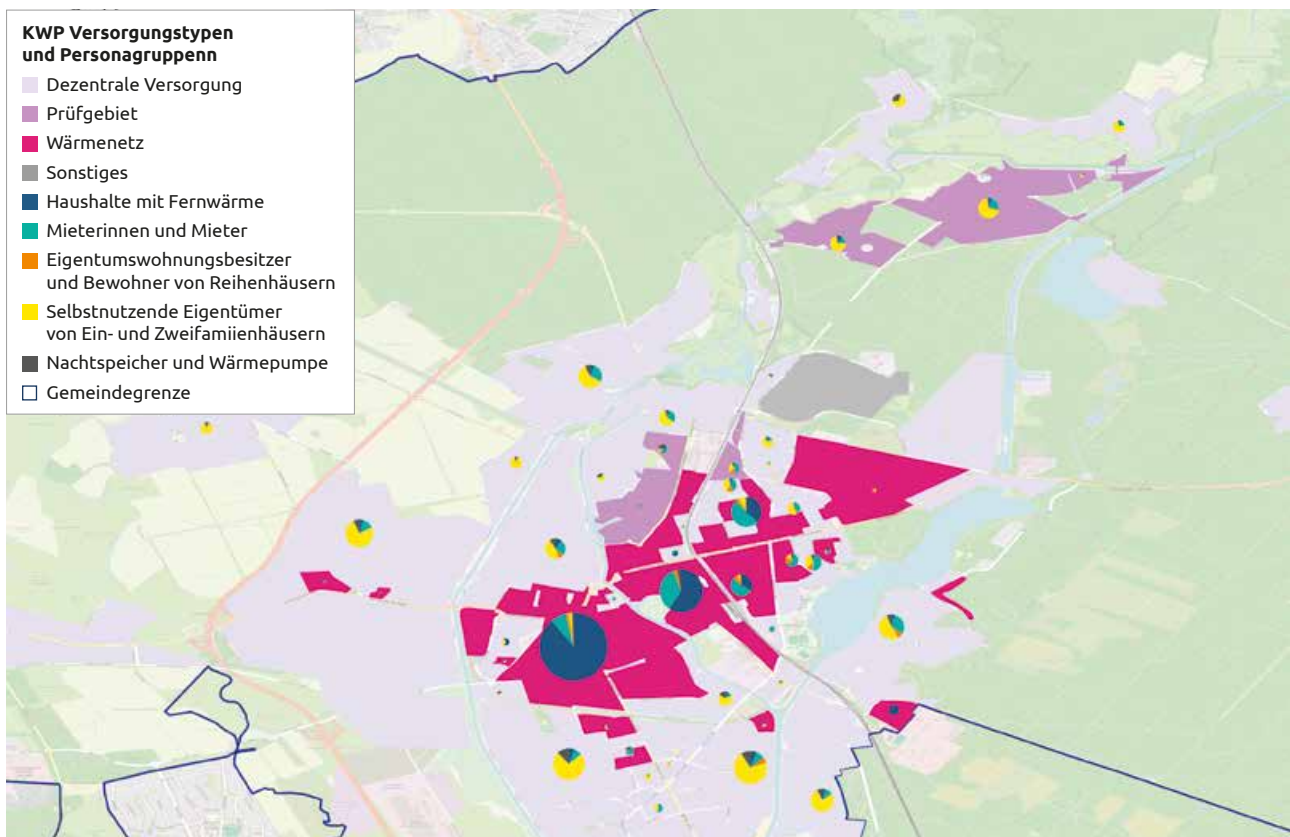 KWP Versorgungstypen
und Personagruppenn
Dezentrale Versorgung
Prüfgebiet
Wärmenetz
Sonstiges
Haushalte mit Fernwärme
Mieterinnen und Mieter
Eigentumswohnungsbesitzer
und Bewohner von Reihenhäusern
Selbstnutzende Eigentümer
von Ein- und Zweifamiienhäusern
Nachtspeicher und Wärmepumpe
Gemeindegrenze